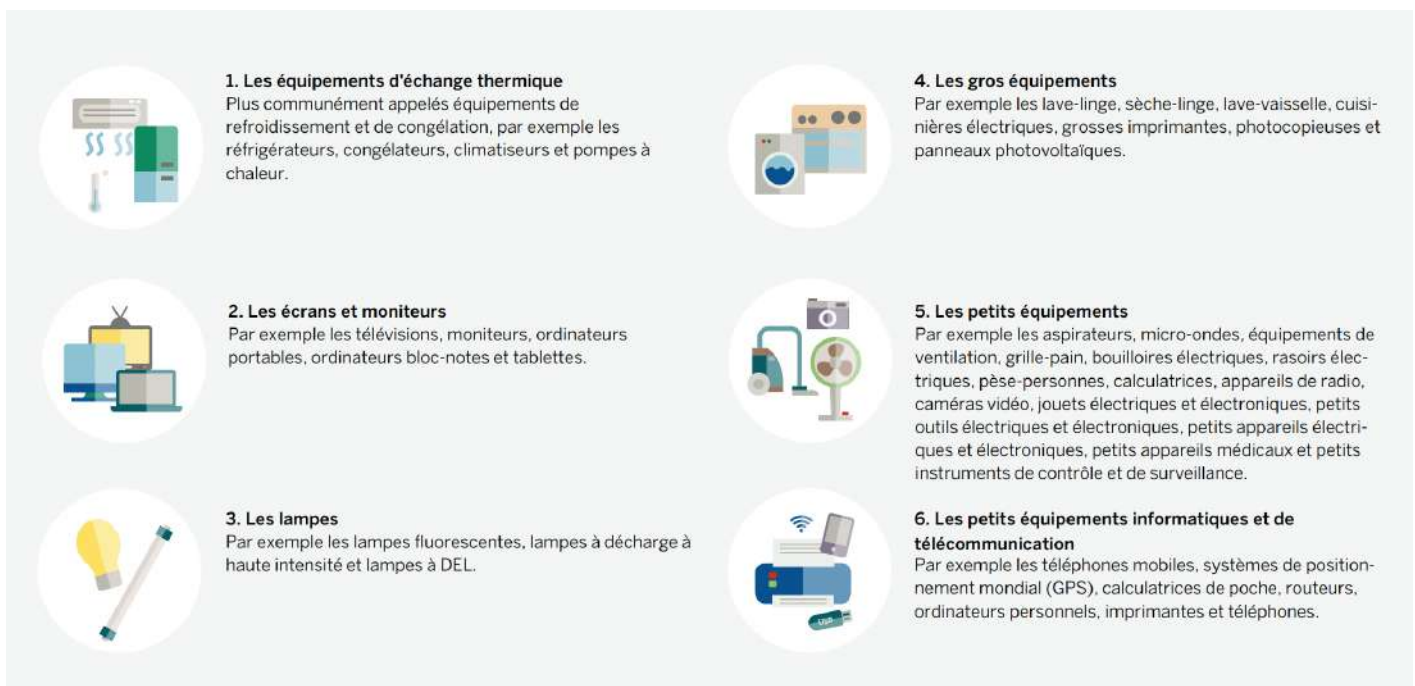 1. Les équipements d'échange thermique
Plus communément appelés équipements de
refroidissement et de congélation, par exemple les
réfrigérateurs, congélateurs, climatiseurs et pompes à
chaleur.
2. Les écrans et moniteurs
Par exemple les télévisions, moniteurs, ordinateurs
portables, ordinateurs bloc-notes et tablettes.
3. Les lampes
Par exemple les lampes fluorescentes, lampes à décharge à
haute intensité et lampes à DEL.
4. Les gros équipements
Par exemple les lave-linge, sèche-linge, lave-vaisselle, cuisi-
nières électriques, grosses imprimantes, photocopieuses et
panneaux photovoltaïques.
5. Les petits équipements
Par exemple les aspirateurs, micro-ondes, équipements de
ventilation, grille-pain, bouilloires électriques, rasoirs élec-
triques, pèse-personnes, calculatrices, appareils de radio,
caméras vidéo, jouets électriques et électroniques, petits
outils électriques et électroniques, petits appareils électri-
ques et électroniques, petits appareils médicaux et petits
instruments de contrôle et de surveillance.
6. Les petits équipements informatiques et de
télécommunication
Par exemple les téléphones mobiles, systèmes de position-
nement mondial (GPS), calculatrices de poche, routeurs,
ordinateurs personnels, imprimantes et téléphones.
USB